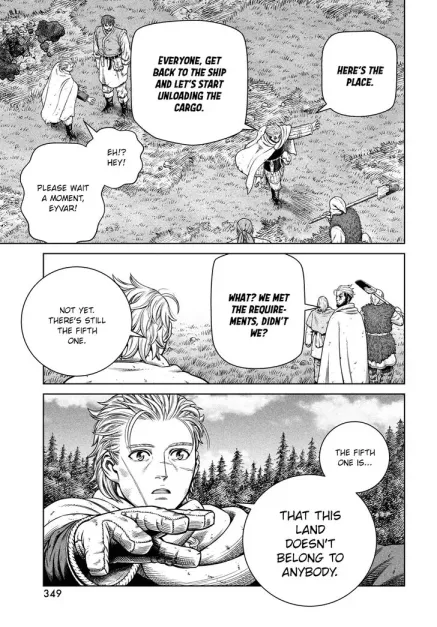 HERE'S THE
PLACE.
EVERYONE, GET
BACK TO THE SHIP
AND LET'S START
UNLOADING THE
CARGO.
EH!?
HEY!
PLEASE WAIT
A MOMENT,
EYVAR!
WHAT? WE MET
THE REQUIRE-
MENTS, DIDN'T
WE?
NOT YET.
THERE'S STILL
THE FIFTH
ONE.
THE FIFTH
ONE IS...
THAT THIS
LAND
DOESN'T
BELONG TO
ANYBODY.
349